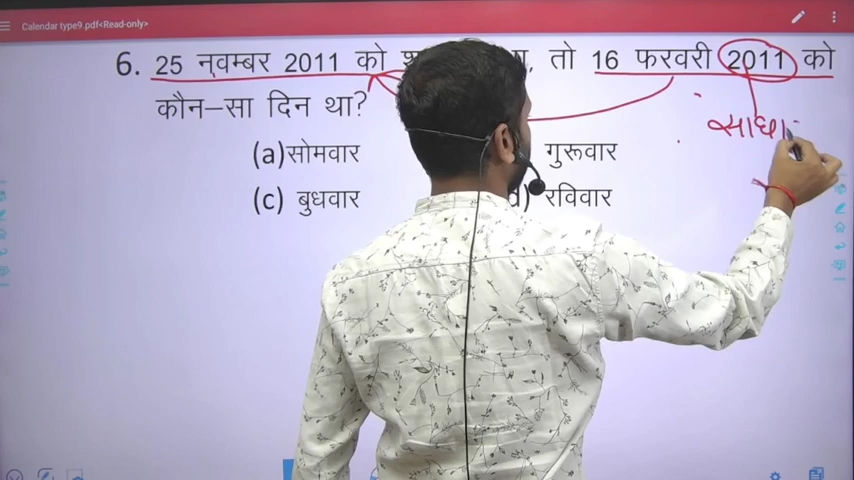 Calendar type9.pdf<Read-only>
6. 25 नवम्बर 2011 को तो 16 फरवरी 2011 को
साधा
कौन–सा दिन था?
(a)सोमवार गुरूवार
(c) बुधवार d) रविवार